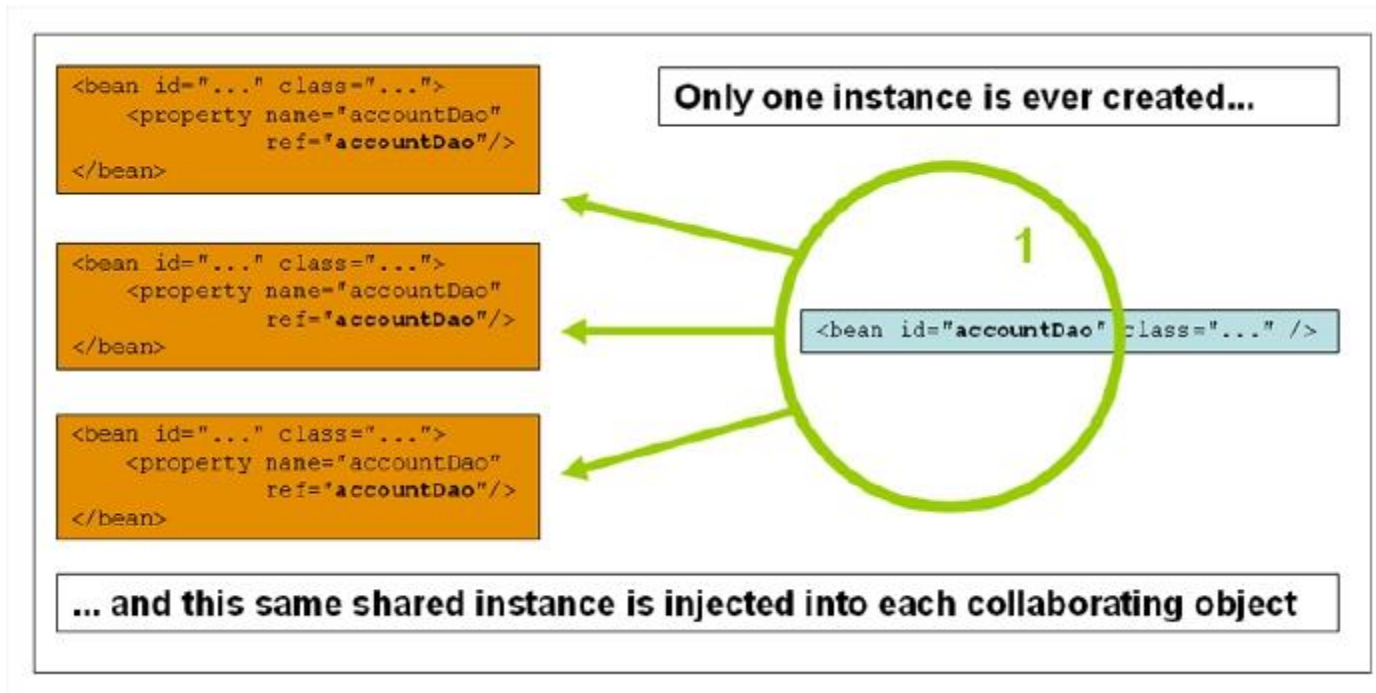 <bean id="..." class="...">
<property name="accountDao"
ref="accountDao"/>
</bean>
Only one instance is ever created...
<bean id="..." class="...">
<property name="accountDao"
ref="accountDao"/>
</bean>
1
<bean id="accountDao" class="..." />
<bean id="..." class="...">
<property name="accountDao"
ref="accountDao"/>
</bean>
... and this same shared instance is injected into each collaborating object